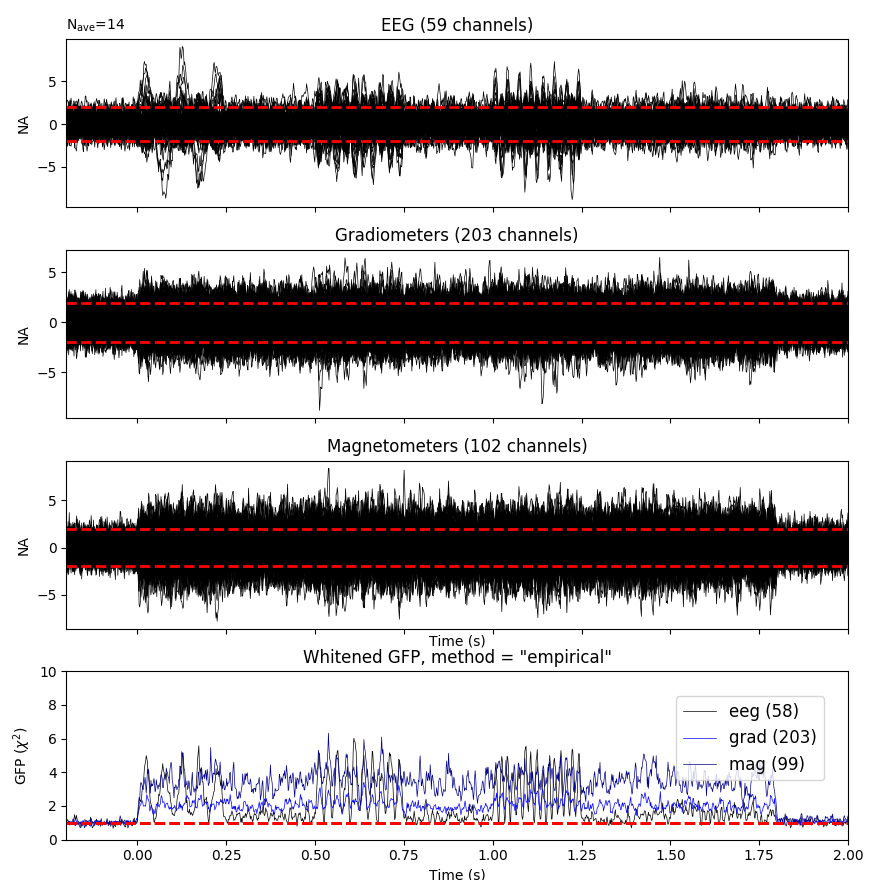 N_ave=14
EEG (59 channels)
5
0
−5
NA
Gradiometers (203 channels)
5
0
−5
NA
Magnetometers (102 channels)
5
0
−5
NA
Time (s)
Whitened GFP, method = "empirical"
10
8
6
4
2
0
GFP (χ²)
eeg (58)
grad (203)
mag (99)
0.00 0.25 0.50 0.75 1.00 1.25 1.50 1.75 2.00
Time (s)